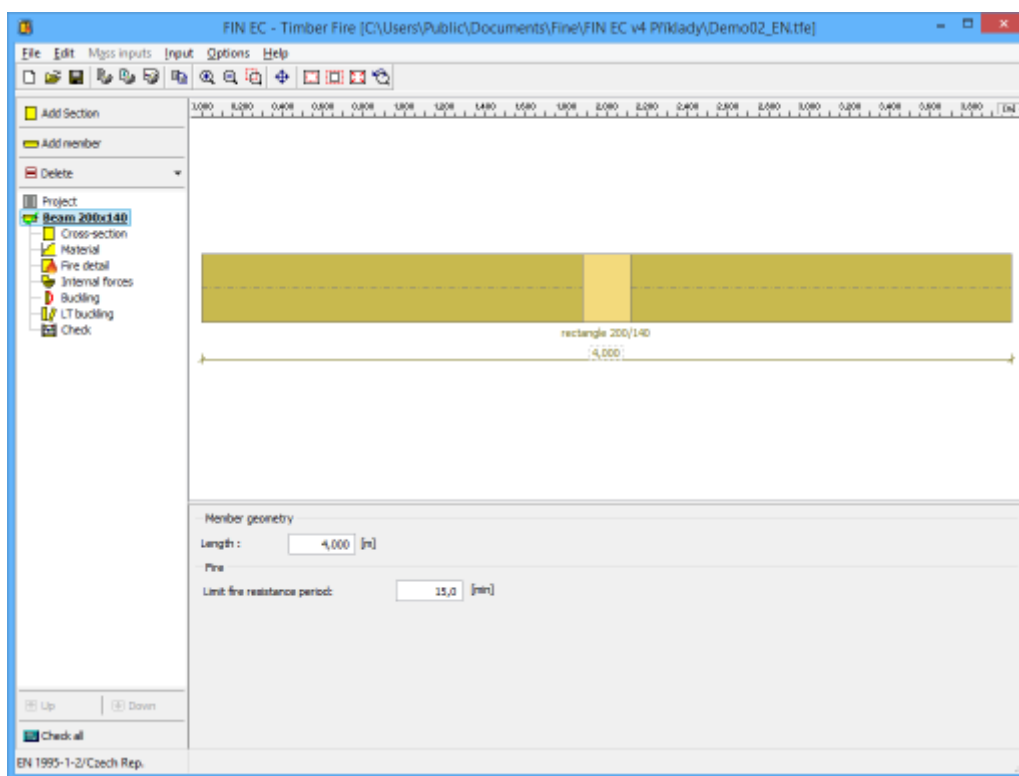 FIN EC - Timber Fire [C:\Users\Public\Documents\Fine\FIN EC v4 Příklady\Demo02_EN.tfe]
File Edit Mass inputs Input Options Help
Add Section
Add member
Delete
Project
Beam 200x140
Cross-section
Material
Fire detail
Internal forces
Buckling
LT buckling
Check
rectangle 200/140
4,000
Member geometry
Length : 4,000 [m]
Fire
Limit fire resistance period: 15,0 [min]
Up Down
Check all
EN 1995-1-2/Czech Rep.